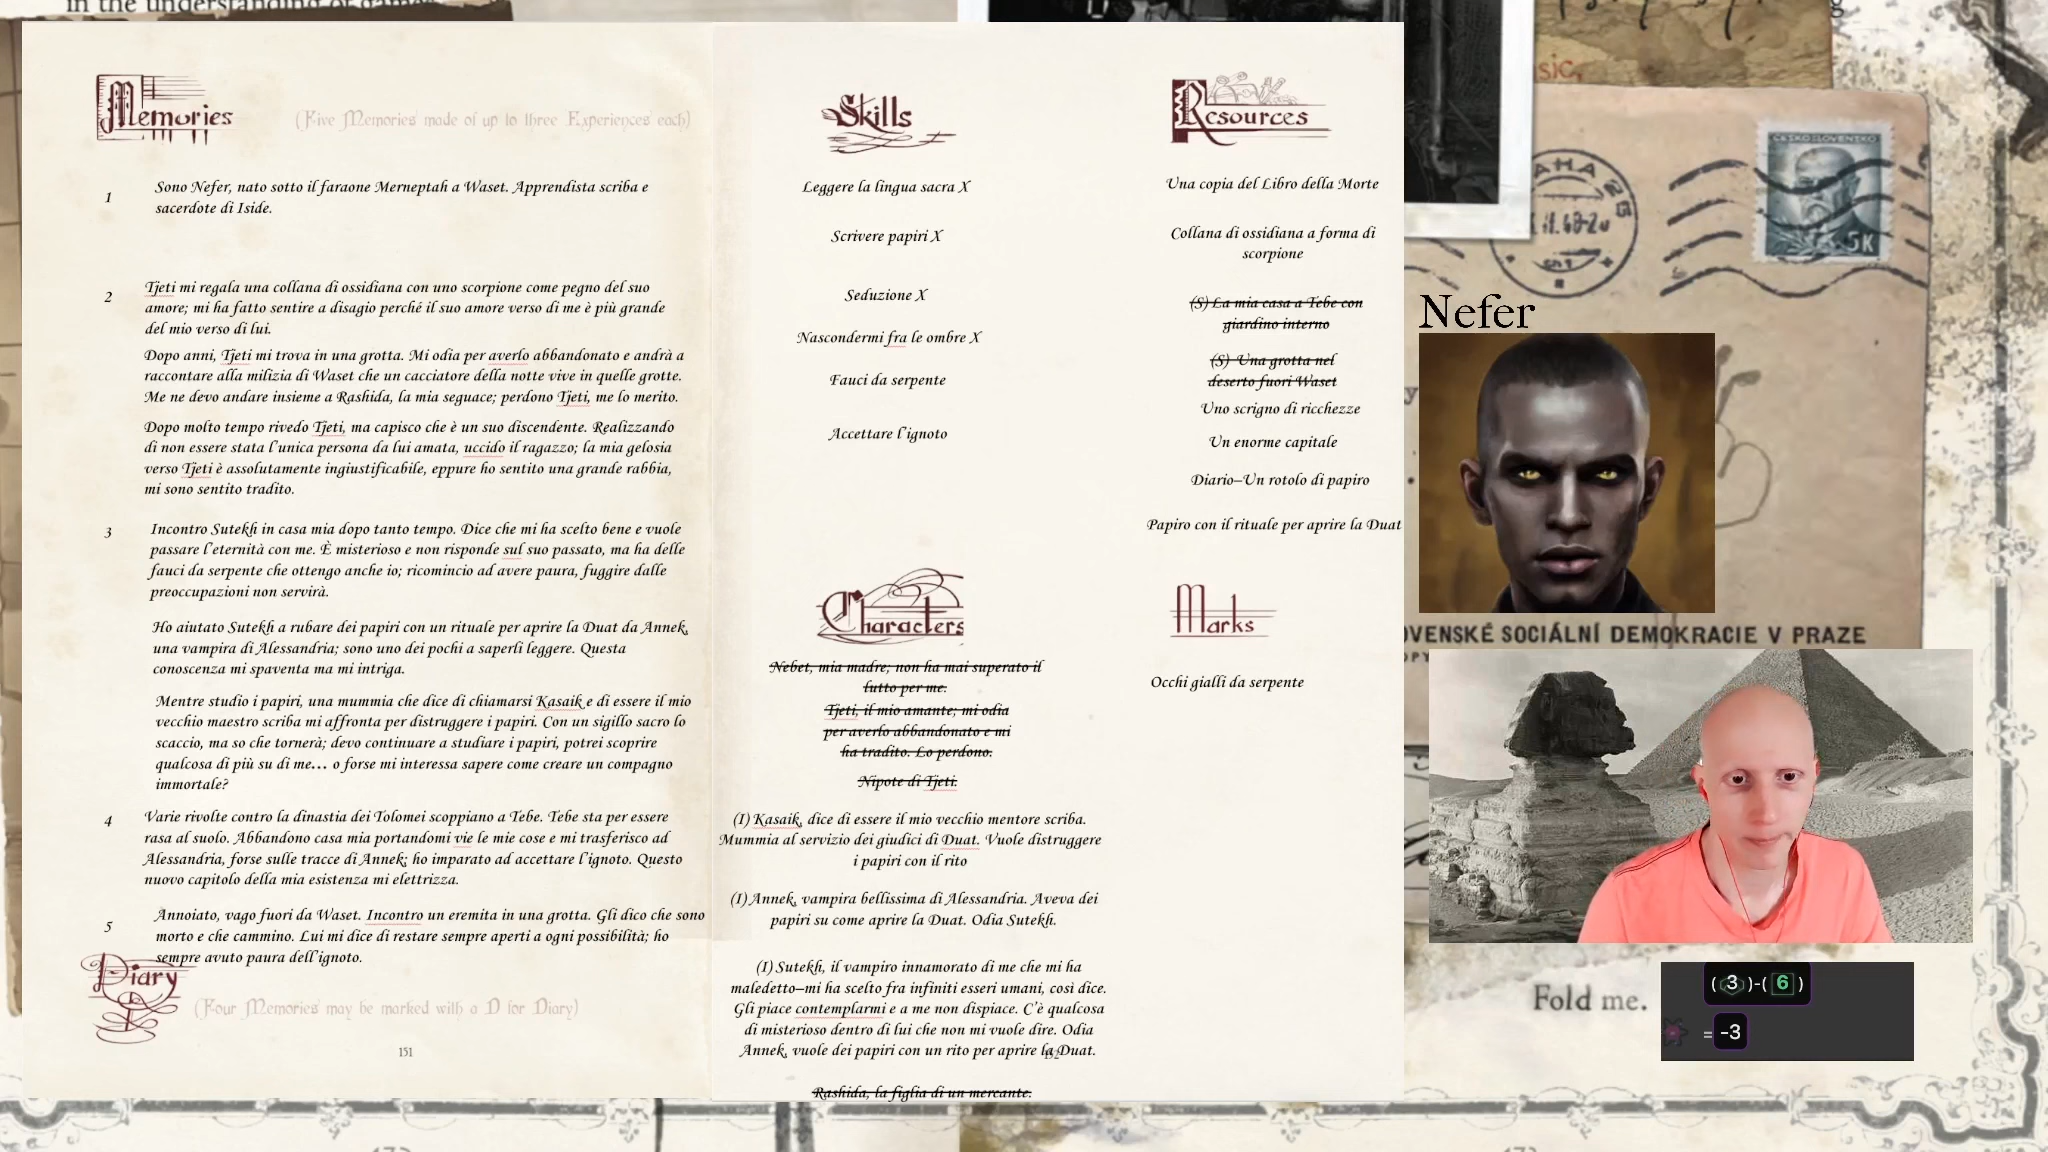 in the understanding of games
Memories
(Five Memories made of up to three Experiences each)
1
Sono Nefer, nato sotto il faraone Merneptah a Waset. Apprendista scriba e
sacerdote di Iside.
2
Tjeti mi regala una collana di ossidiana con uno scorpione come pegno del suo
amore; mi ha fatto sentire a disagio perché il suo amore verso di me è più grande
del mio verso di lui.
Dopo anni, Tjeti mi trova in una grotta. Mi odia per averlo abbandonato e andrà a
raccontare alla milizia di Waset che un cacciatore della notte vive in quelle grotte.
Me ne devo andare insieme a Rashida, la mia seguace; perdono Tjeti, me lo merito.
Dopo molto tempo rivedo Tjeti, ma capisco che è un suo discendente. Realizzando
di non essere stata l'unica persona da lui amata, uccido il ragazzo; la mia gelosia
verso Tjeti è assolutamente ingiustificabile, eppure ho sentito una grande rabbia,
mi sono sentito tradito.
3
Incontro Sutekh in casa mia dopo tanto tempo. Dice che mi ha scelto bene e vuole
passare l'eternità con me. È misterioso e non risponde sul suo passato, ma ha delle
fauci da serpente che ottengo anche io; ricomincio ad avere paura, fuggire dalle
preoccupazioni non servirà.
Ho aiutato Sutekh a rubare dei papiri con un rituale per aprire la Duat da Annek,
una vampira di Alessandria; sono uno dei pochi a saperli leggere. Questa
conoscenza mi spaventa ma mi intriga.
Mentre studio i papiri, una mummia che dice di chiamarsi Kasaik e di essere il mio
vecchio maestro scriba mi affronta per distruggere i papiri. Con un sigillo sacro lo
scaccio, ma so che tornerà; devo continuare a studiare i papiri, potrei scoprire
qualcosa di più su di me... o forse mi interessa sapere come creare un compagno
immortale?
4
Varie rivolte contro la dinastia dei Tolomei scoppiano a Tebe. Tebe sta per essere
rasa al suolo. Abbandono casa mia portandomi vie le mie cose e mi trasferisco ad
Alessandria, forse sulle tracce di Annek; ho imparato ad accettare l'ignoto. Questo
nuovo capitolo della mia esistenza mi elettrizza.
5
Annoiato, vago fuori da Waset. Incontro un eremita in una grotta. Gli dico che sono
morto e che cammino. Lui mi dice di restare sempre aperti a ogni possibilità; ho
sempre avuto paura dell'ignoto.
Diary
(Four Memories may be marked with a D for Diary)
151
Skills
Leggere la lingua sacra X
Scrivere papiri X
Seduzione X
Nascondermi fra le ombre X
Fauci da serpente
Accettare l'ignoto
Resources
Una copia del Libro della Morte
Collana di ossidiana a forma di
scorpione
(S) La mia casa a Tebe con
giardino interno
(S) Una grotta nel
deserto fuori Waset
Uno scrigno di ricchezze
Un enorme capitale
Diario–Un rotolo di papiro
Papiro con il rituale per aprire la Duat
Characters
Nebet, mia madre; non ha mai superato il
lutto per me.
Tjeti, il mio amante; mi odia
per averlo abbandonato e mi
ha tradito. Lo perdono.
Nipote di Tjeti.
(I) Kasaik, dice di essere il mio vecchio mentore scriba.
Mummia al servizio dei giudici di Duat. Vuole distruggere
i papiri con il rito
(I) Annek, vampira bellissima di Alessandria. Aveva dei
papiri su come aprire la Duat. Odia Sutekh.
(I) Sutekh, il vampiro innamorato di me che mi ha
maledetto–mi ha scelto fra infiniti esseri umani, così dice.
Gli piace contemplarmi e a me non dispiace. C'è qualcosa
di misterioso dentro di lui che non mi vuole dire. Odia
Annek, vuole dei papiri con un rito per aprire la Duat.
Rashida, la figlia di un mercante.
Marks
Occhi gialli da serpente
sic.
ČESKOSLOVENSKO
5K
Nefer
OVENSKÉ SOCIÁLNÍ DEMOKRACIE V PRAZE
Fold me.
(3)-(6)
=-3